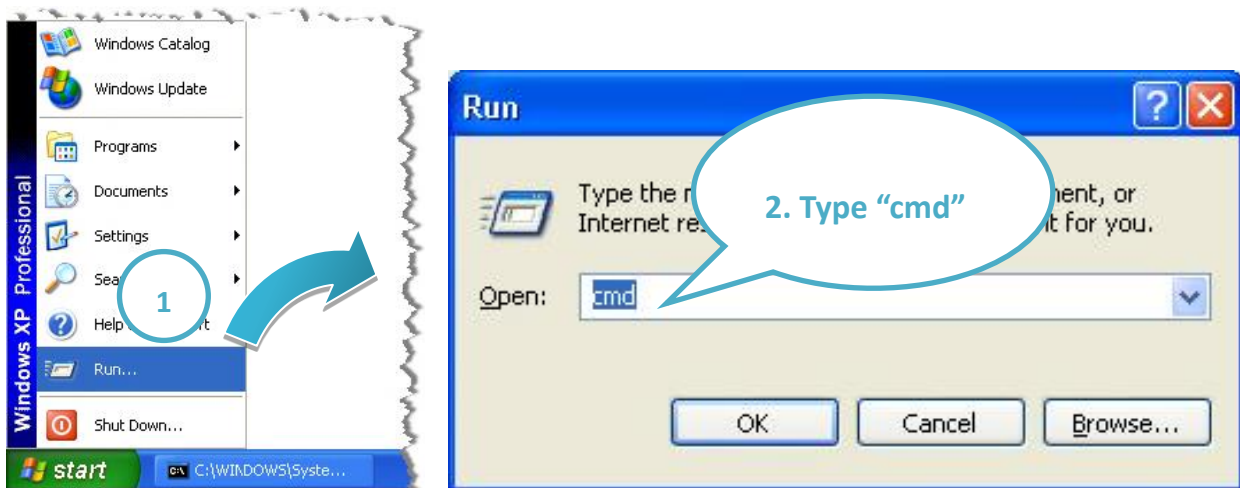 Windows Catalog
Windows Update
Programs
Documents
Settings
Sea
Help
rt
Run...
Shut Down...
Windows XP Professional
start
C:\WINDOWS\Syste...
1
Run
Type the
ment, or
Internet
it for you.
2. Type “cmd”
Open:
cmd
OK
Cancel
Browse...